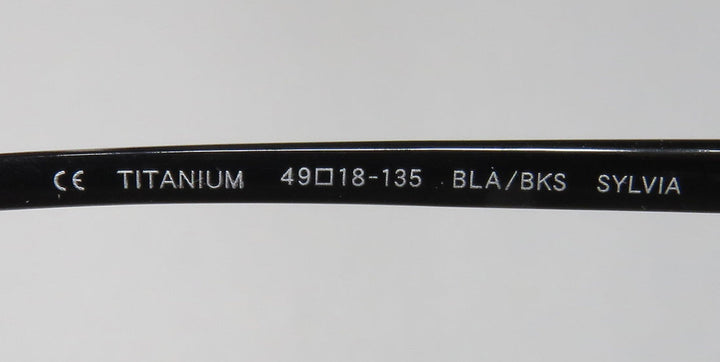 CE TITANIUM 49□18-135 BLA/BKS SYLVIA